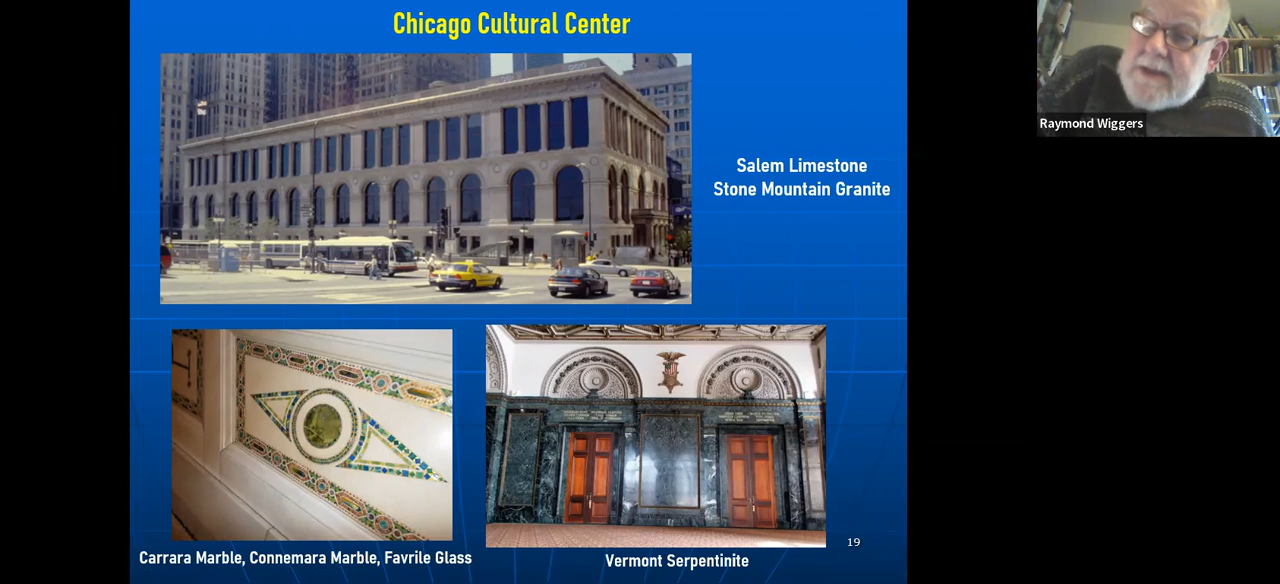 Chicago Cultural Center
Raymond Wiggers
Salem Limestone
Stone Mountain Granite
Carrara Marble, Connemara Marble, Favrile Glass
Vermont Serpentinite
19